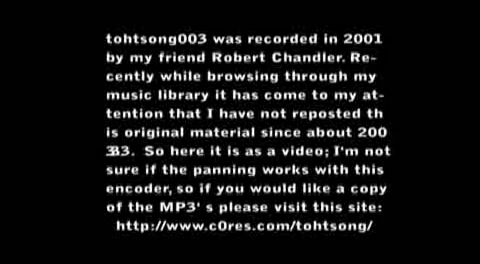 tohtsong003 was recorded in 2001
by my friend Robert Chandler. Re-
cently while browsing through my
music library it has come to my at-
tention that I have not reposted th
is original material since about 200
33. So here it is as a video; I'm not
sure if the panning works with this
encoder, so if you would like a copy
of the MP3' s please visit this site:
http://www.c0res.com/tohtsong/